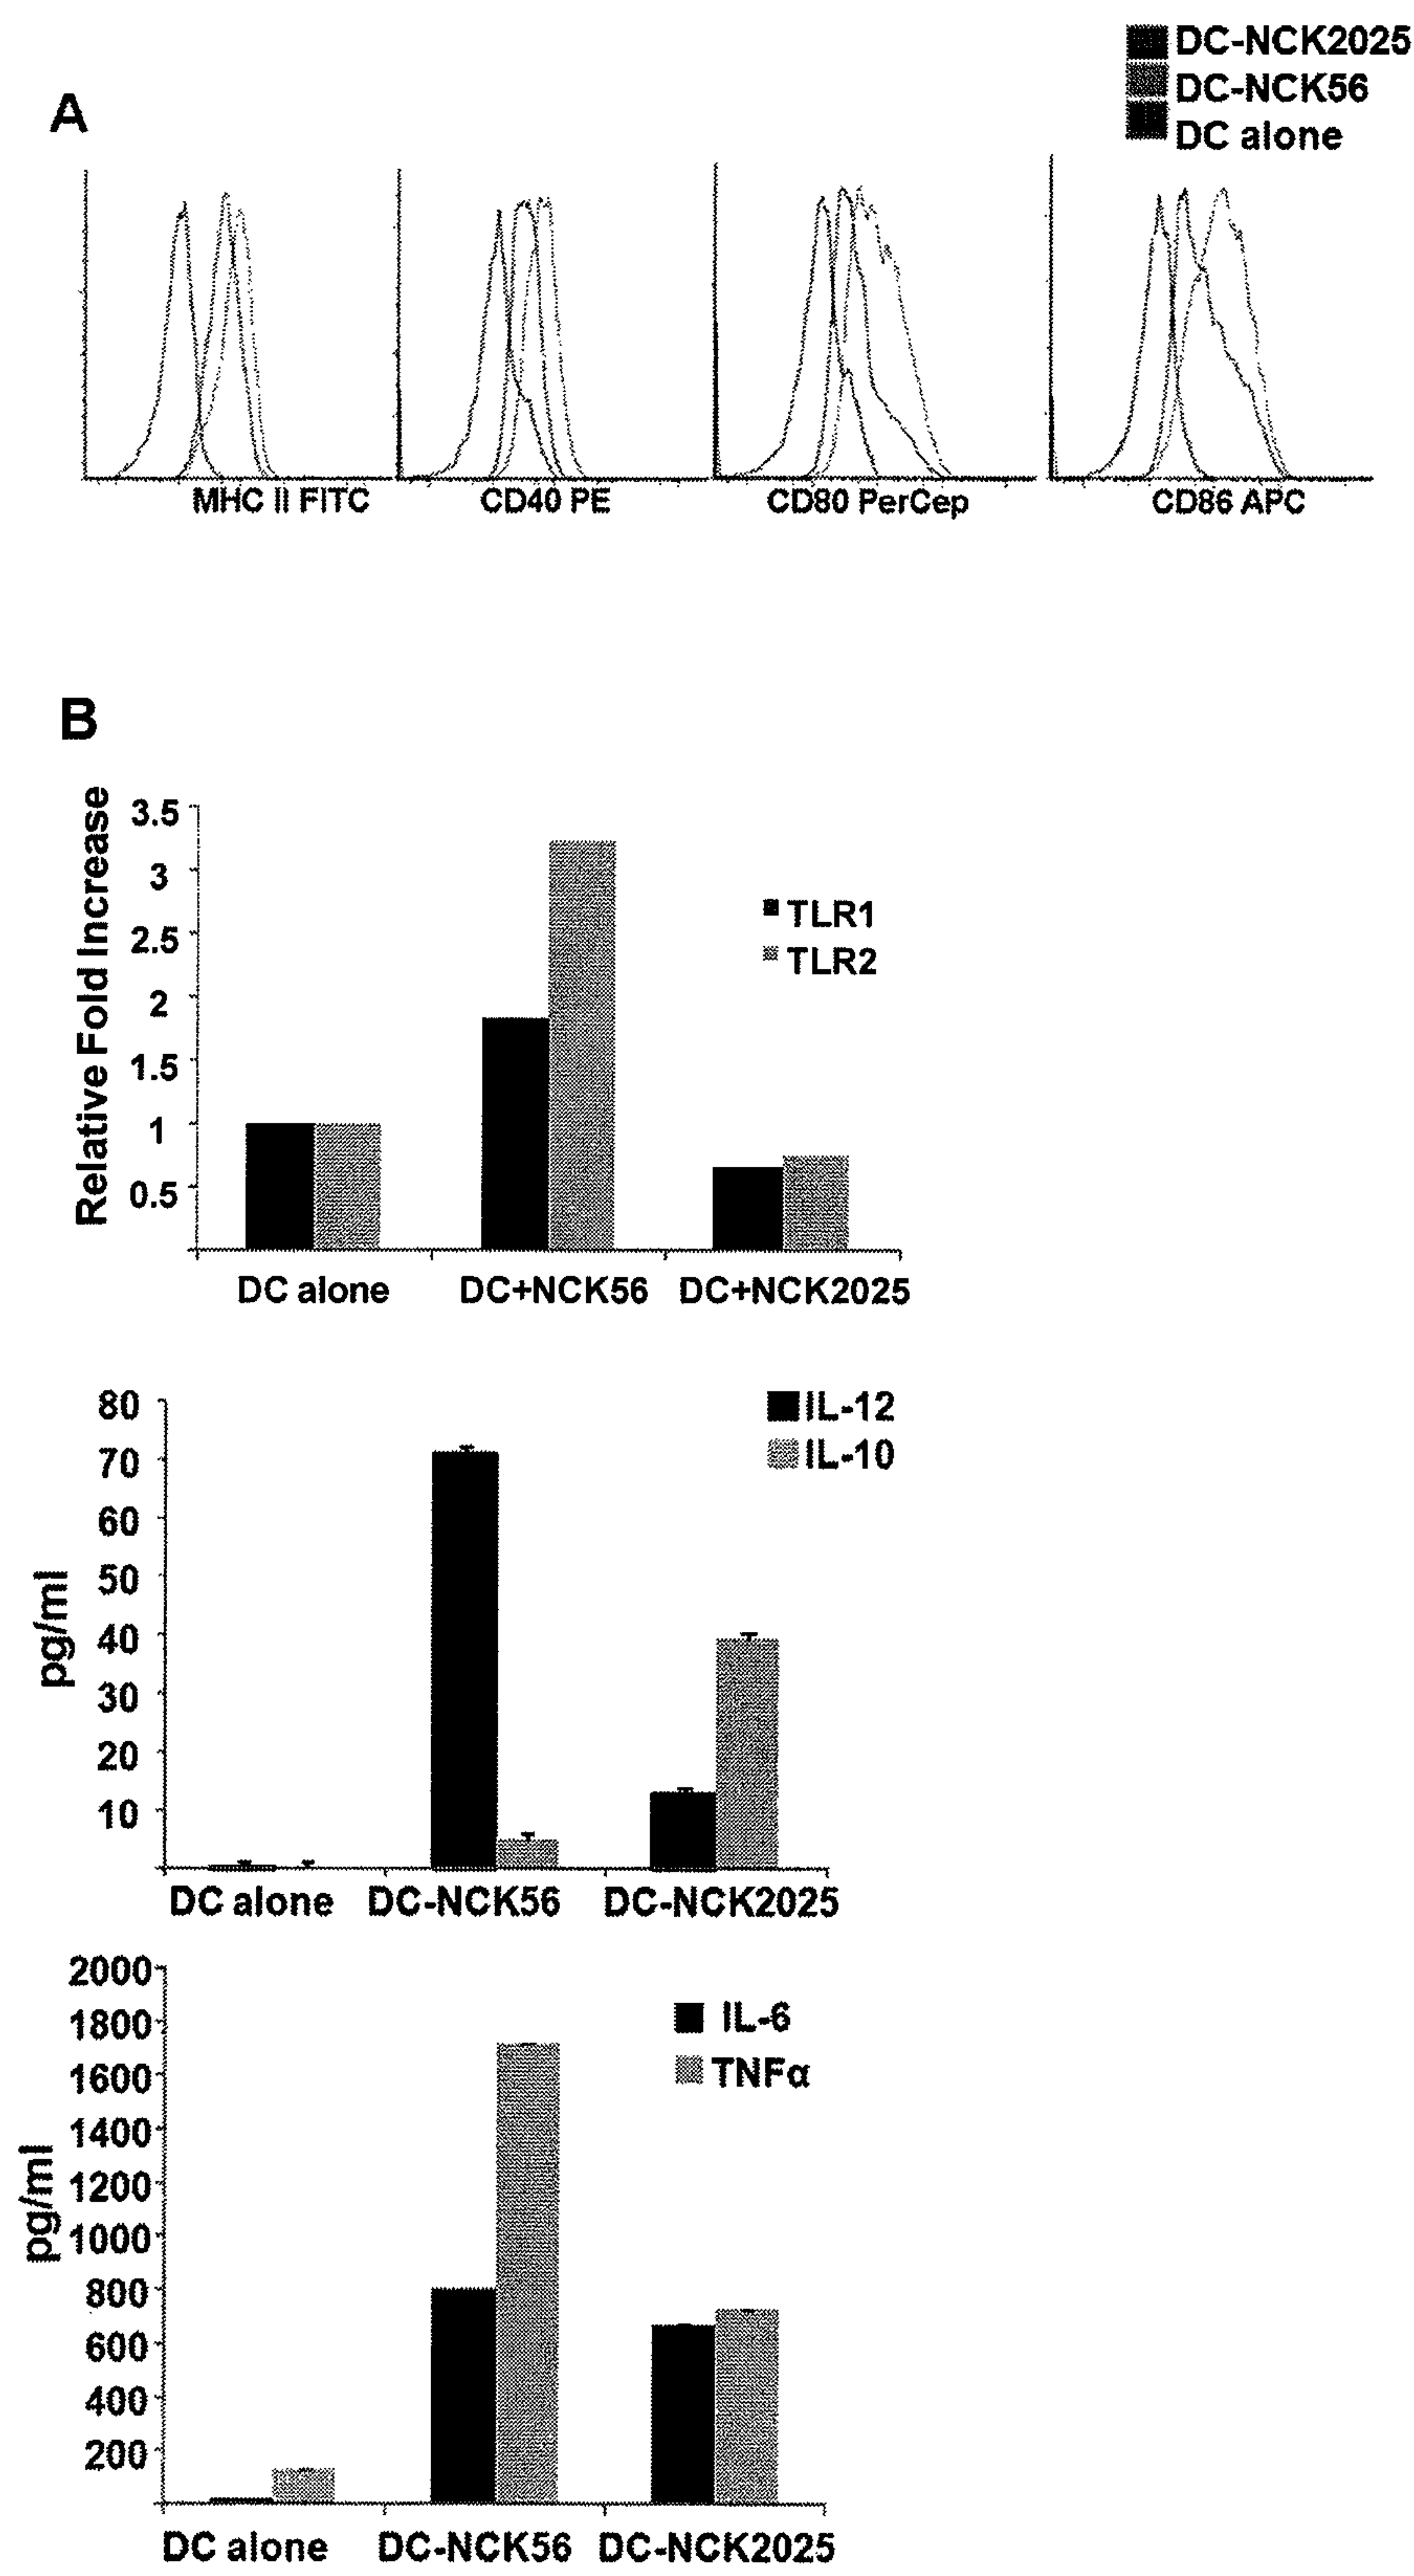 DC-NCK2025
DC-NCK56
DC alone
A
MHC II FITC
CD40 PE
CD80 PerCep
CD86 APC
B
Relative Fold Increase
3.5
3
2.5
2
1.5
1
0.5
TLR1
TLR2
DC alone
DC+NCK56
DC+NCK2025
pg/ml
80
70
60
50
40
30
20
10
IL-12
IL-10
DC alone
DC-NCK56
DC-NCK2025
pg/ml
2000
1800
1600
1400
1200
1000
800
600
400
200
IL-6
TNFα
DC alone
DC-NCK56
DC-NCK2025